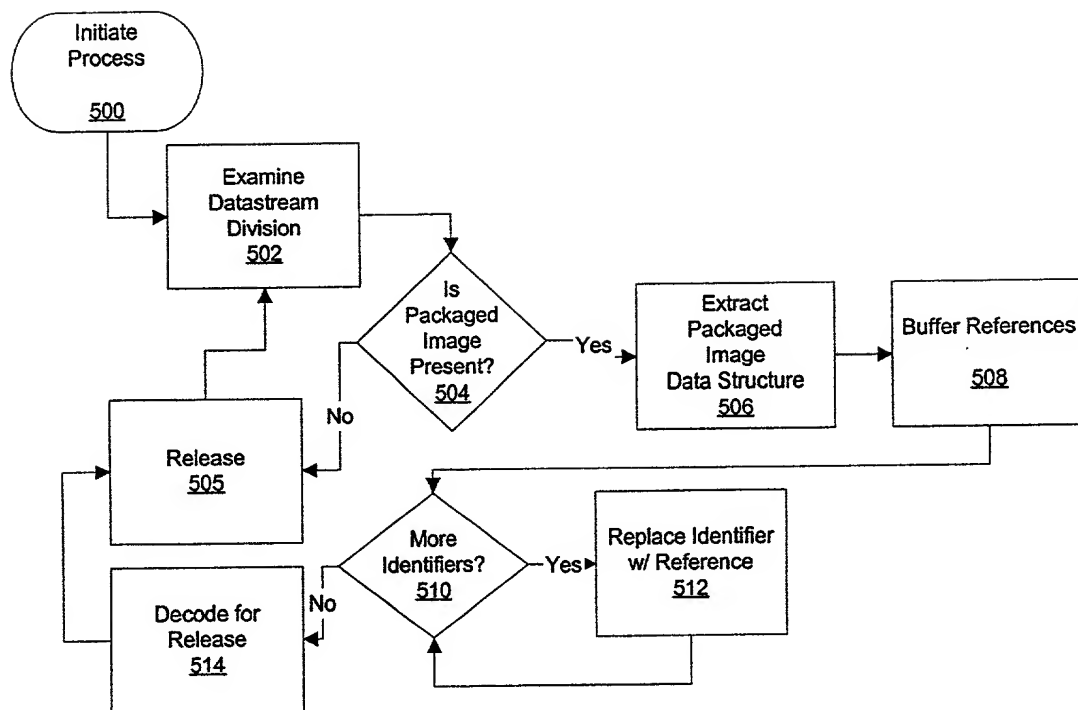 Initiate
Process
500
Examine
Datastream
Division
502
Is
Packaged
Image
Present?
504
Yes
Extract
Packaged
Image
Data Structure
506
Buffer References
508
No
Release
505
More
Identifiers?
510
Yes
Replace Identifier
w/ Reference
512
No
Decode for
Release
514